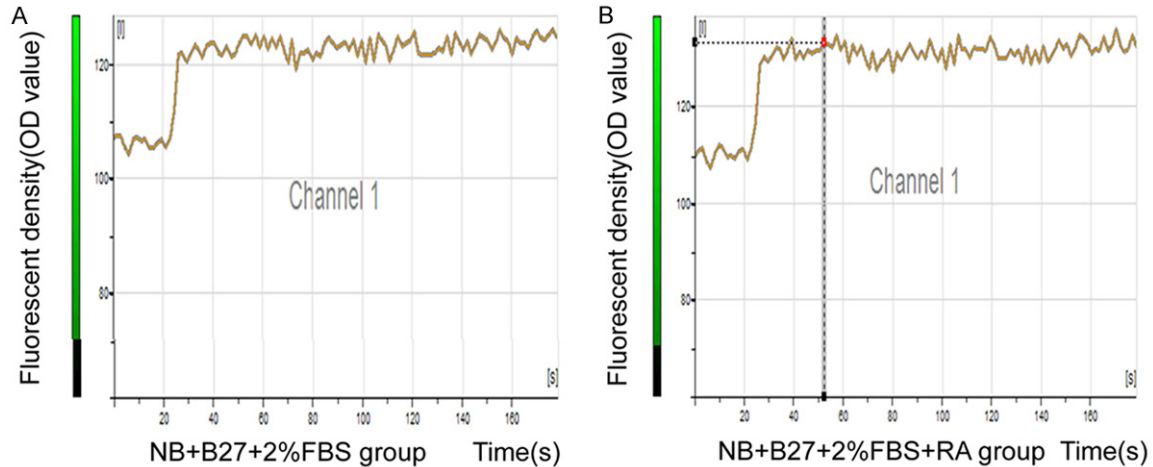 A
Fluorescent density(OD value)
[I]
120
100
80
Channel 1
[s]
20 40 60 80 100 120 140 160
NB+B27+2%FBS group Time(s)
B
Fluorescent density(OD value)
[I]
120
100
80
Channel 1
[s]
20 40 60 80 100 120 140 160
NB+B27+2%FBS+RA group Time(s)